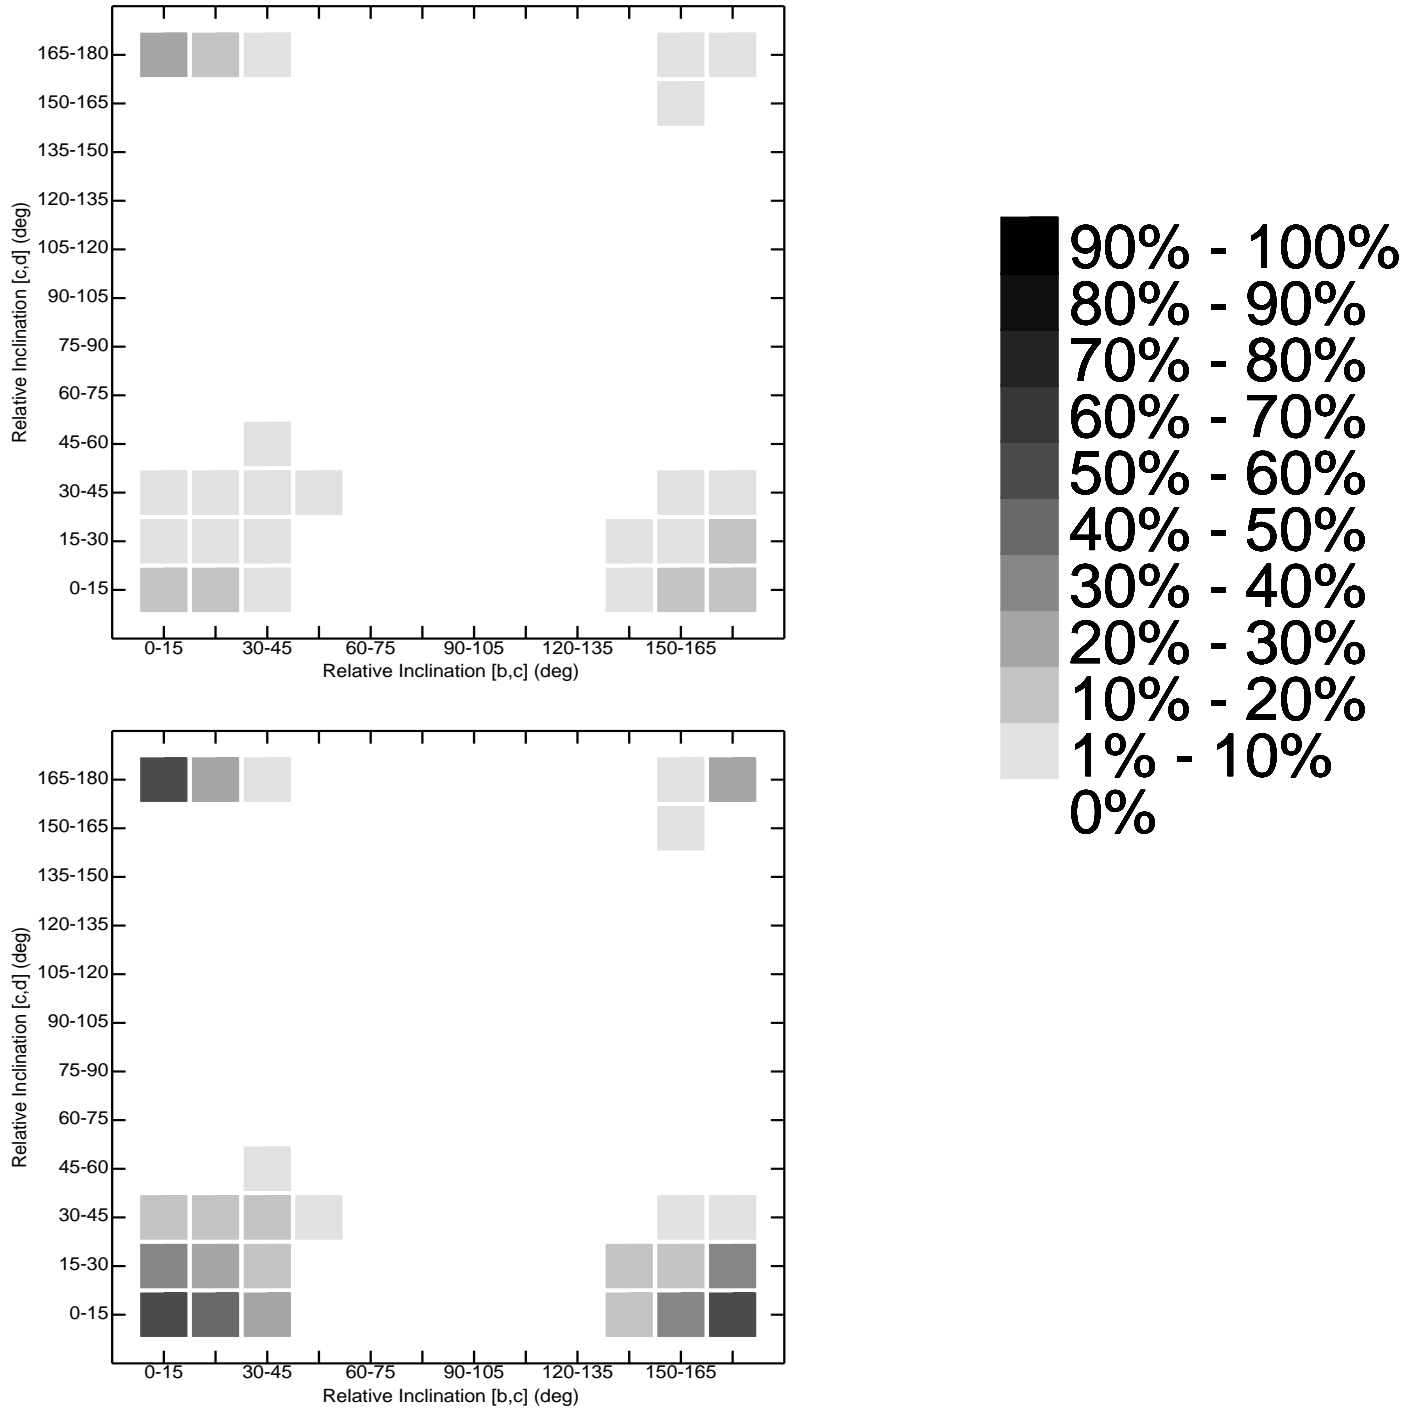 Relative Inclination [c,d] (deg)
165-180
150-165
135-150
120-135
105-120
90-105
75-90
60-75
45-60
30-45
15-30
0-15
0-15 30-45 60-75 90-105 120-135 150-165
Relative Inclination [b,c] (deg)
90% - 100%
80% - 90%
70% - 80%
60% - 70%
50% - 60%
40% - 50%
30% - 40%
20% - 30%
10% - 20%
1% - 10%
0%
Relative Inclination [c,d] (deg)
165-180
150-165
135-150
120-135
105-120
90-105
75-90
60-75
45-60
30-45
15-30
0-15
0-15 30-45 60-75 90-105 120-135 150-165
Relative Inclination [b,c] (deg)